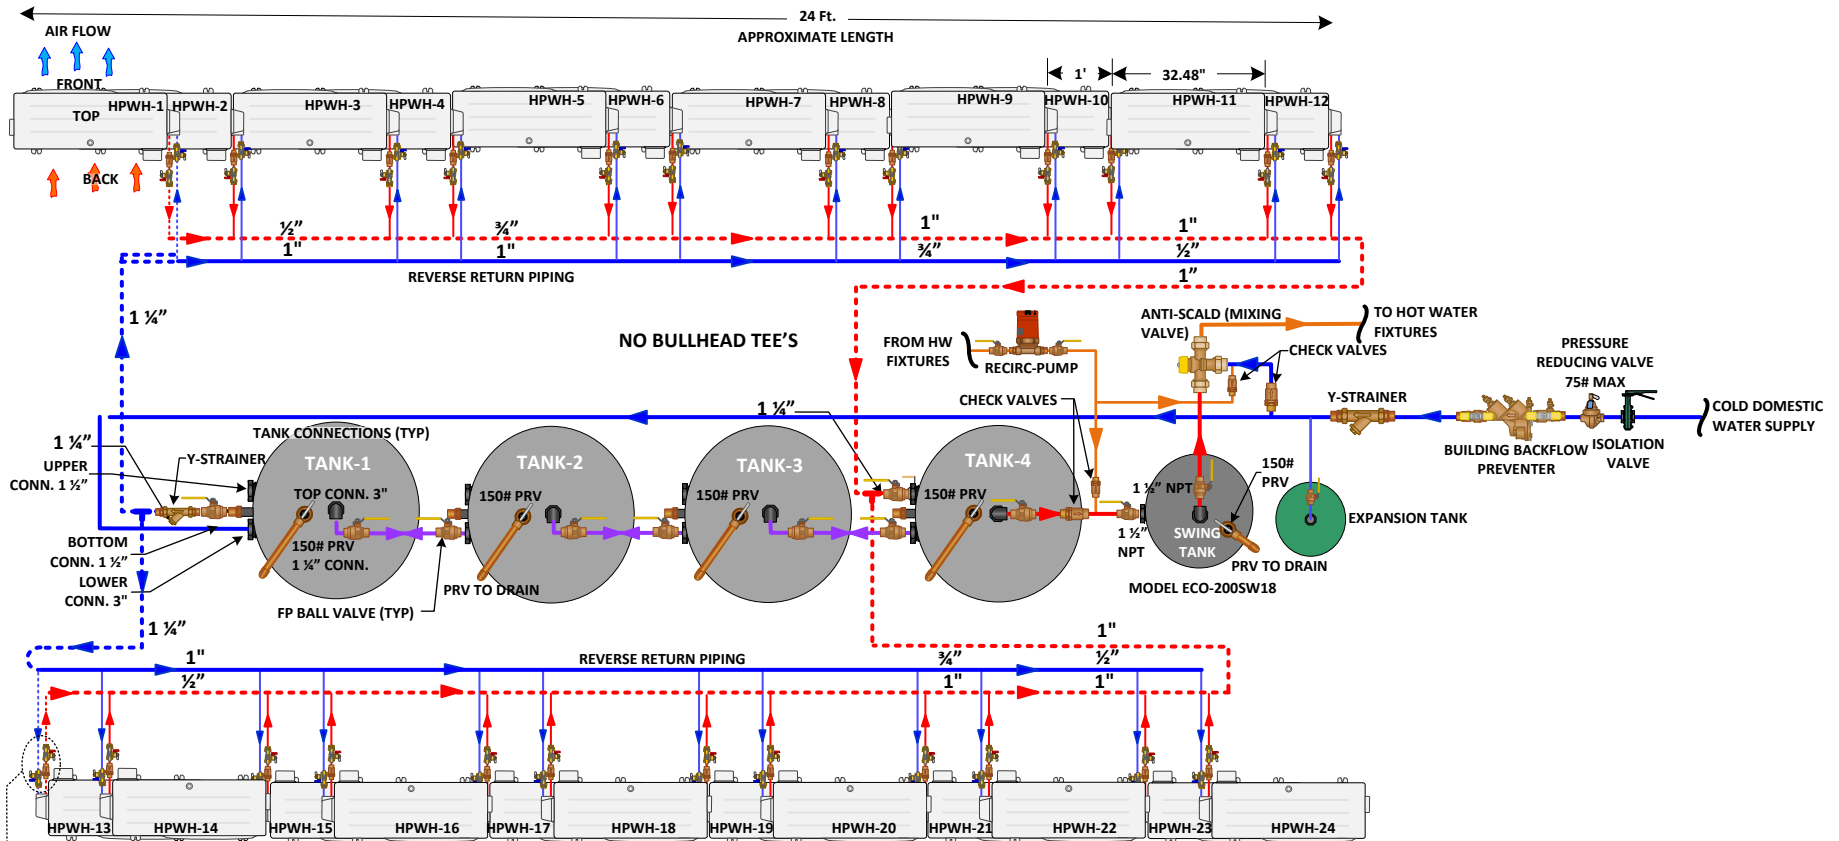 24 Ft.
APPROXIMATE LENGTH
AIR FLOW
FRONT
TOP
BACK
HPWH-1
HPWH-2
HPWH-3
HPWH-4
HPWH-5
HPWH-6
HPWH-7
HPWH-8
HPWH-9
HPWH-10
HPWH-11
HPWH-12
1'
32.48"
½”
¾”
1"
1"
1"
1"
¾”
½”
REVERSE RETURN PIPING
1”
1 ¼”
NO BULLHEAD TEE’S
FROM HW
FIXTURES
RECIRC-PUMP
ANTI-SCALD (MIXING
VALVE)
TO HOT WATER
FIXTURES
CHECK VALVES
PRESSURE
REDUCING VALVE
75# MAX
Y-STRAINER
COLD DOMESTIC
WATER SUPPLY
BUILDING BACKFLOW
PREVENTER
ISOLATION
VALVE
CHECK VALVES
1 ¼”
TANK CONNECTIONS (TYP)
1 ¼”
Y-STRAINER
UPPER
CONN. 1 ½”
TANK-1
TANK-2
TANK-3
TANK-4
TOP CONN. 3"
150# PRV
150# PRV
150# PRV
1 ½” NPT
150#
PRV
150# PRV
1 ¼” CONN.
BOTTOM
CONN. 1 ½”
LOWER
CONN. 3"
FP BALL VALVE (TYP)
PRV TO DRAIN
1 ½”
NPT
SWING
TANK
PRV TO DRAIN
MODEL ECO-200SW18
EXPANSION TANK
1 ¼”
1"
1"
REVERSE RETURN PIPING
¾”
½”
½”
1"
1"
HPWH-13
HPWH-14
HPWH-15
HPWH-16
HPWH-17
HPWH-18
HPWH-19
HPWH-20
HPWH-21
HPWH-22
HPWH-23
HPWH-24